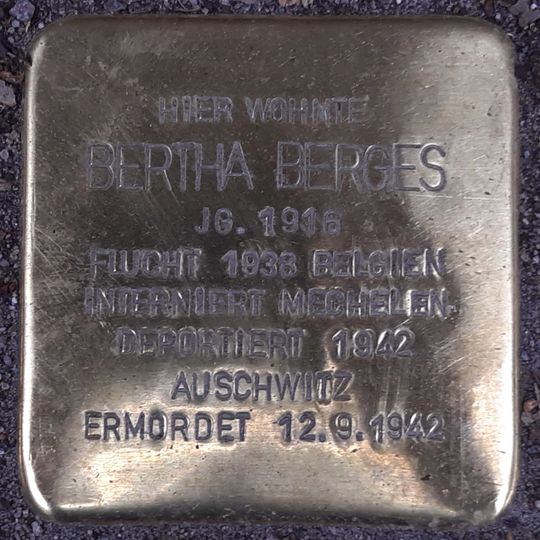 HIER WOHNTE
BERTHA BERGES
JG. 1916
FLUCHT 1938 BELGIEN
INTERNIERT MECHELEN
DEPORTIERT 1942
AUSCHWITZ
ERMORDET 12.9.1942